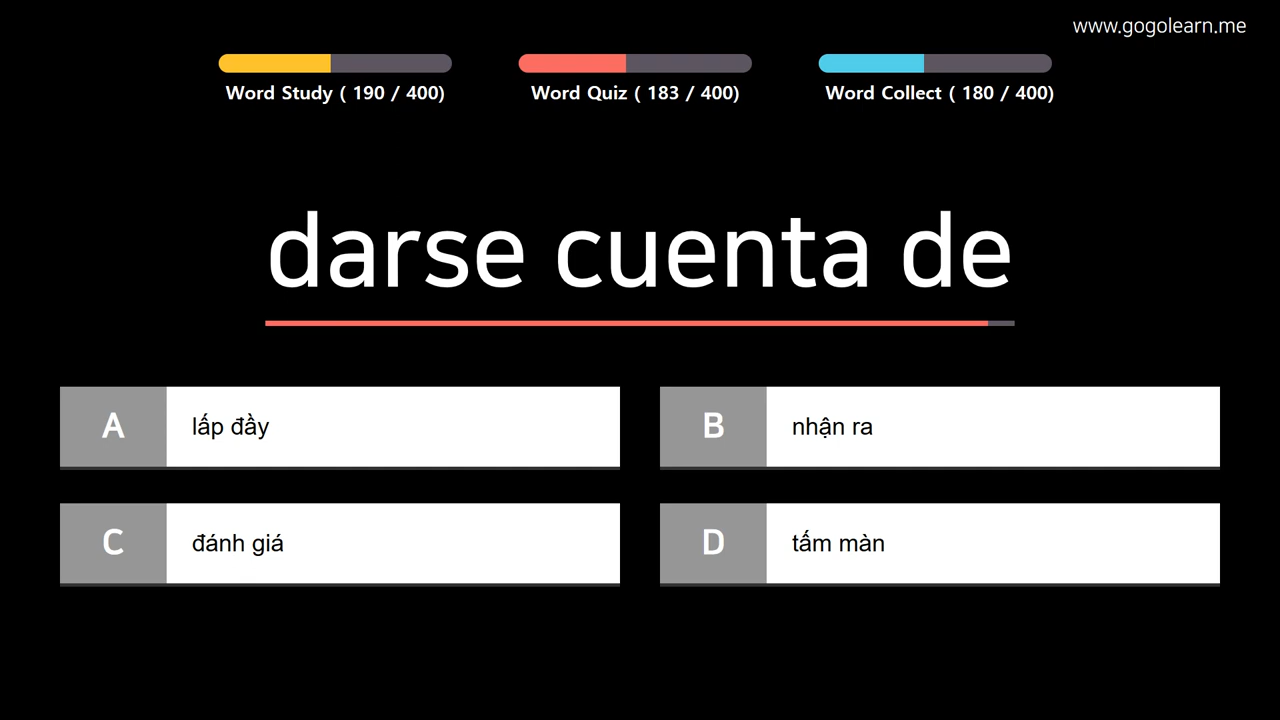 www.gogolearn.me
Word Study ( 190 / 400)
Word Quiz ( 183 / 400)
Word Collect ( 180 / 400)
darse cuenta de
A lấp đầy
B nhận ra
C đánh giá
D tấm màn